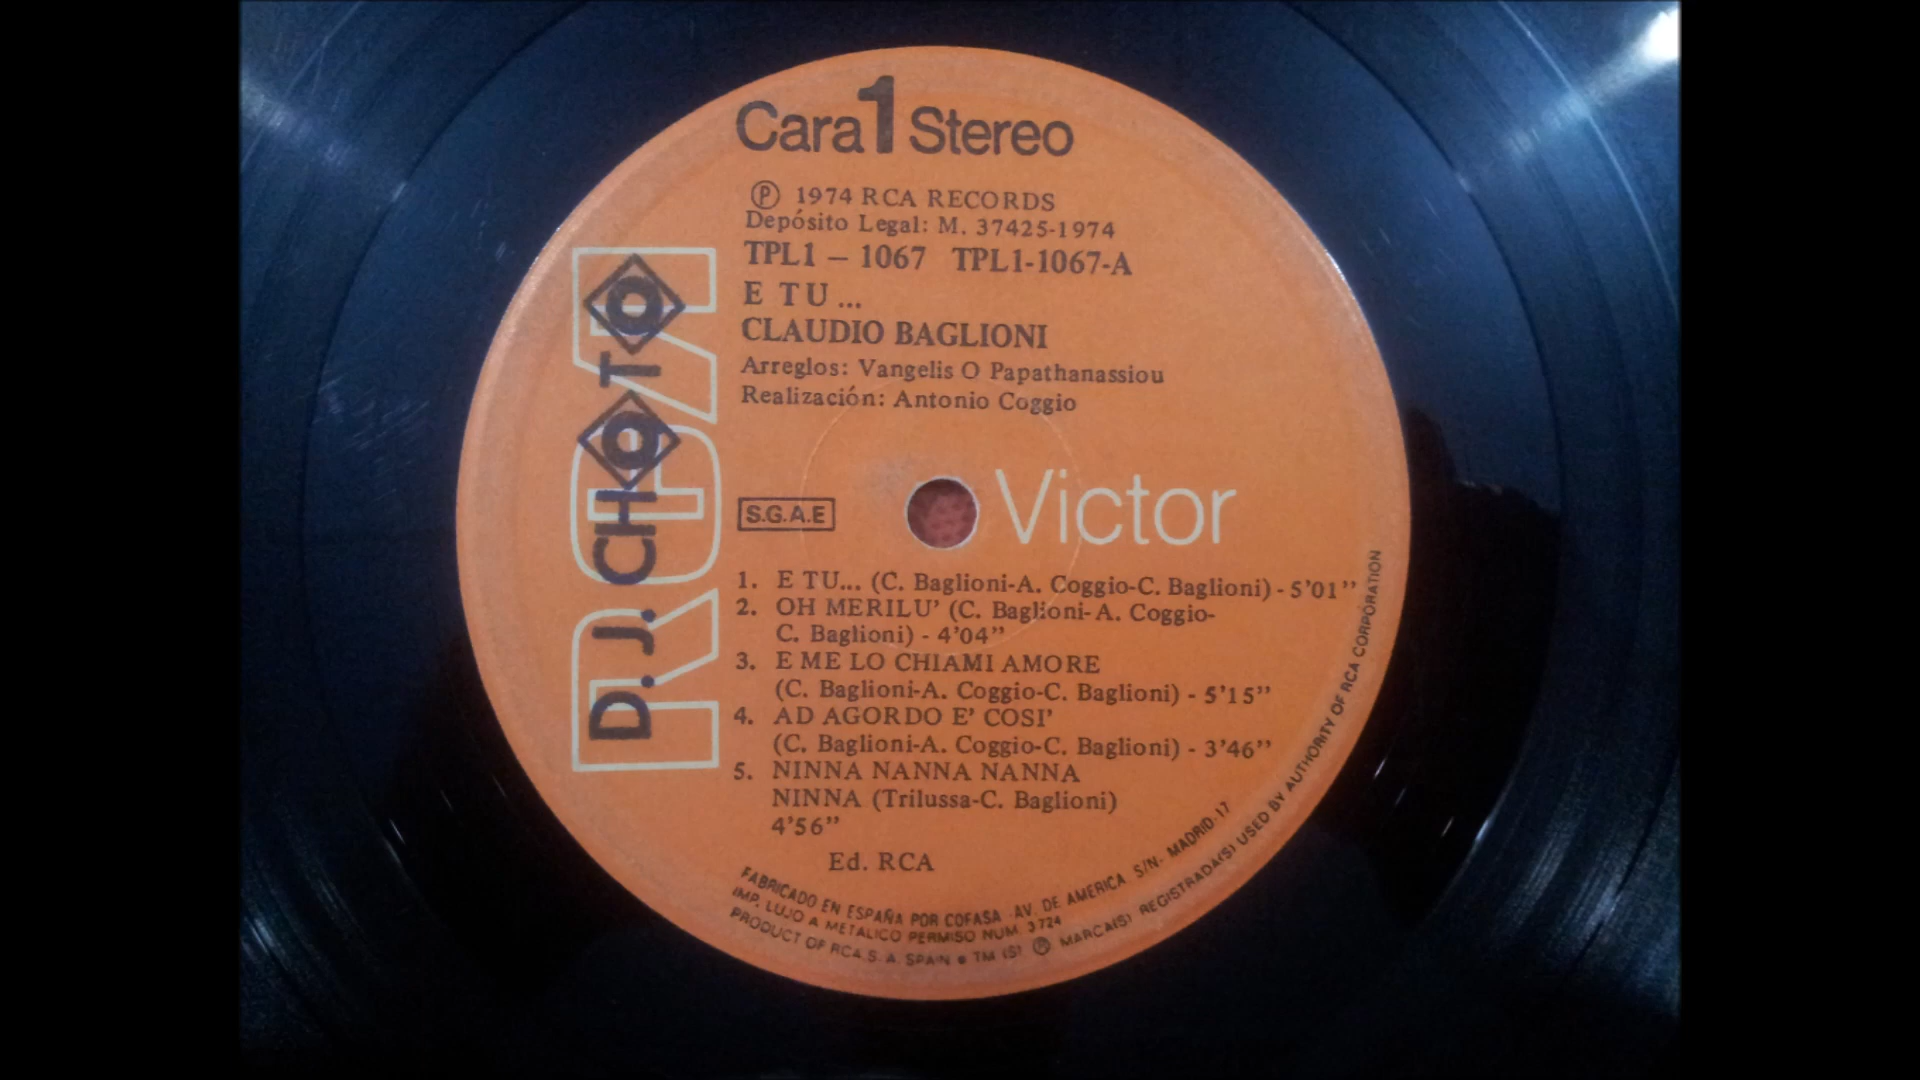 Cara 1 Stereo
Ⓟ 1974 RCA RECORDS
Depósito Legal: M. 37425-1974
TPL1 – 1067 TPL1-1067-A
E TU ...
CLAUDIO BAGLIONI
Arreglos: Vangelis O Papathanassiou
Realización: Antonio Coggio
RCA
D. J. CHOTO
S.G.A.E
Victor
1. E TU... (C. Baglioni-A. Coggio-C. Baglioni) - 5'01’’
2. OH MERILU’ (C. Baglioni- A. Coggio-
C. Baglioni) - 4’04’’
3. E ME LO CHIAMI AMORE
(C. Baglioni-A. Coggio-C. Baglioni) - 5’15’’
4. AD AGORDO E’ COSI’
(C. Baglioni-A. Coggio-C. Baglioni) - 3’46’’
5. NINNA NANNA NANNA
NINNA (Trilussa-C. Baglioni)
4’56’’
Ed. RCA
FABRICADO EN ESPAÑA POR COFASA - AV. DE AMERICA S/N- MADRID-17
IMP. LUJO A METALICO PERMISO NUM. 3724
PRODUCT OF RCA S. A. SPAIN ● TM (S) ® MARCA(S) REGISTRADA(S) USED BY AUTHORITY OF RCA CORPORATION